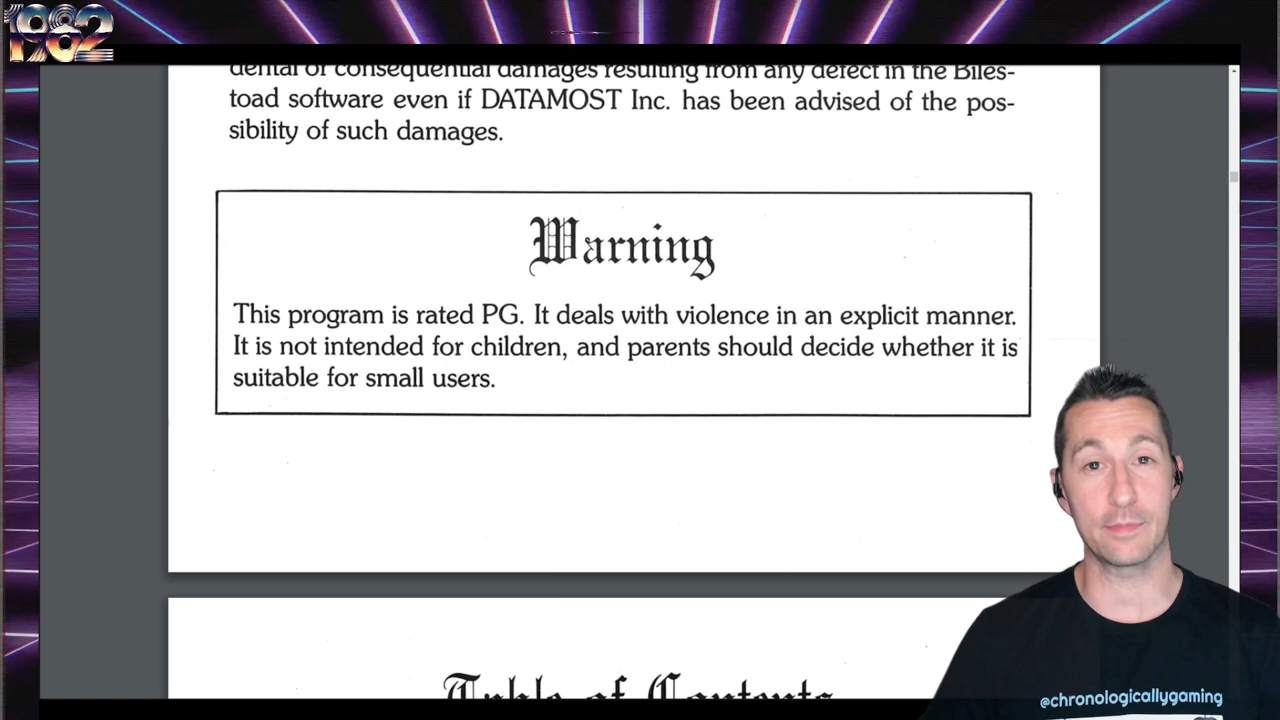 1982
dental or consequential damages resulting from any defect in the Biles-
toad software even if DATAMOST Inc. has been advised of the pos-
sibility of such damages.
Warning
This program is rated PG. It deals with violence in an explicit manner.
It is not intended for children, and parents should decide whether it is
suitable for small users.
Table of Contents
@chronologicallygaming